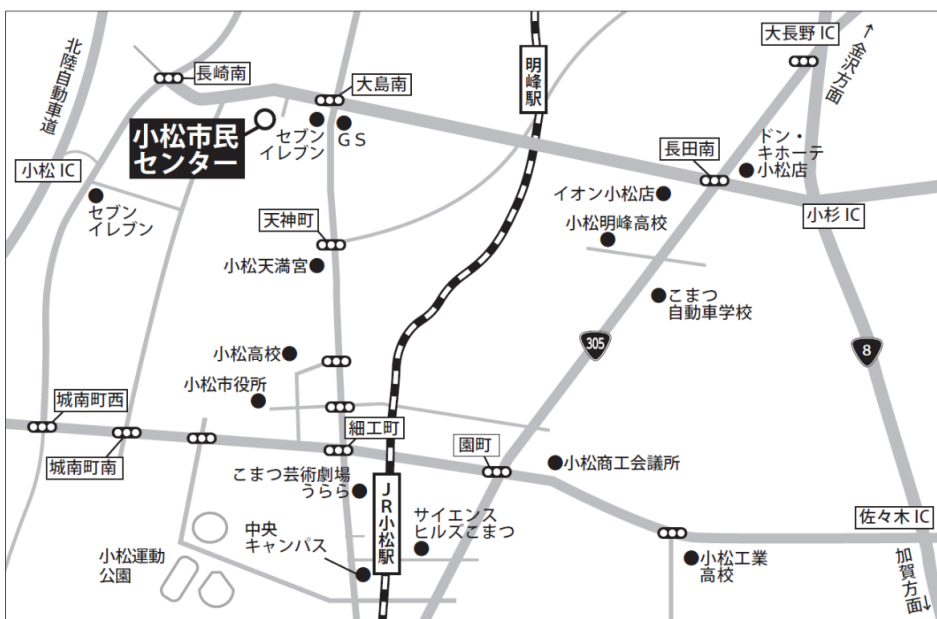 北陸自動車道
長崎南
大島南
明峰駅
大長野IC
↑金沢方面
小松市民
センター
セブン
イレブン
GS
長田南
ドン・
キホーテ
小松店
小松IC
セブン
イレブン
イオン小松店
小松明峰高校
小杉IC
天神町
小松天満宮
こまつ
自動車学校
305
8
小松高校
小松市役所
城南町西
城南町南
細工町
園町
小松商工会議所
こまつ芸術劇場
うらら
JR小松駅
サイエンス
ヒルズこまつ
中央
キャンパス
小松運動
公園
佐々木IC
小松工業
高校
加賀方面↓